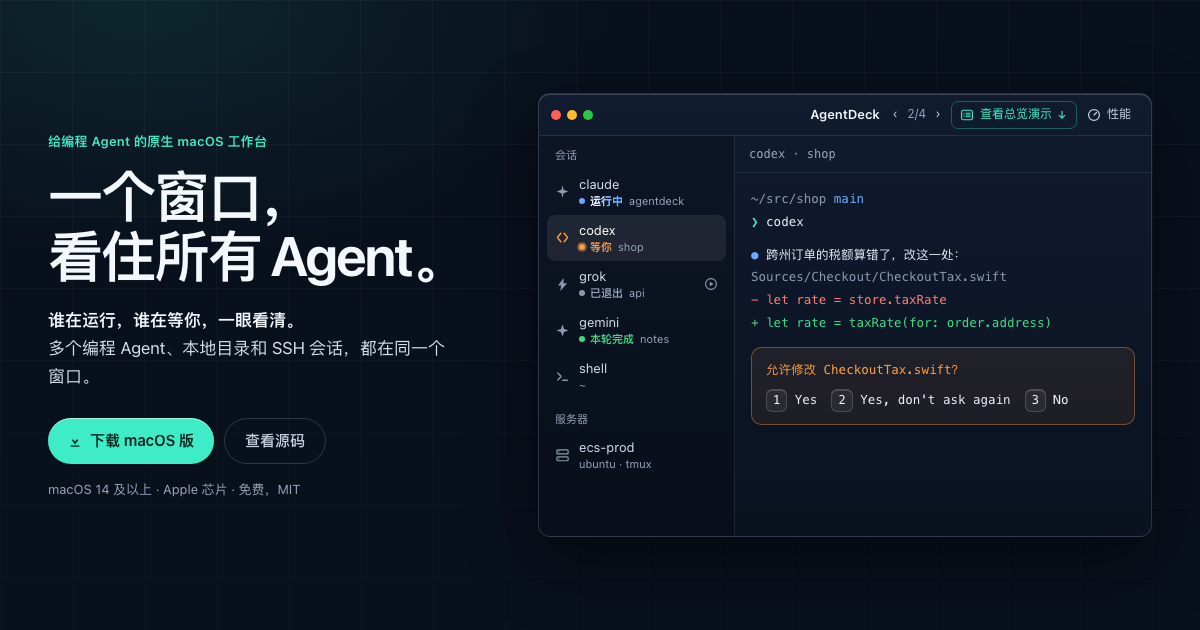 给编程 Agent 的原生 macOS 工作台
一个窗口，
看住所有 Agent。
谁在运行，谁在等你，一眼看清。
多个编程 Agent、本地目录和 SSH 会话，都在同一个
窗口。
下载 macOS 版
查看源码
macOS 14 及以上 · Apple 芯片 · 免费，MIT
AgentDeck ‹ 2/4 › 查看总览演示 ↓ 性能
会话
claude
运行中 agentdeck
codex
等你 shop
grok
已退出 api
gemini
本轮完成 notes
shell
~
服务器
ecs-prod
ubuntu · tmux
codex · shop
~/src/shop main
❯ codex
跨州订单的税额算错了，改这一处：
Sources/Checkout/CheckoutTax.swift
− let rate = store.taxRate
+ let rate = taxRate(for: order.address)
允许修改 CheckoutTax.swift?
1 Yes 2 Yes, don't ask again 3 No